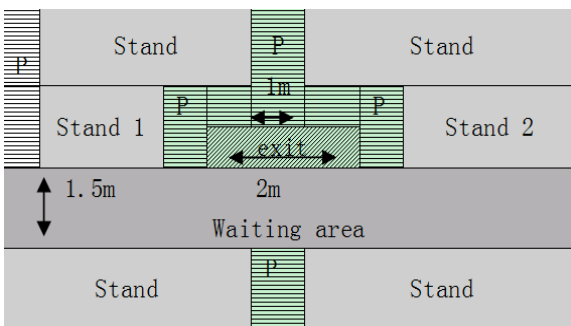 Stand P Stand
P
1m
P P
Stand 1 Stand 2
exit
1.5m 2m
Waiting area
P
Stand Stand